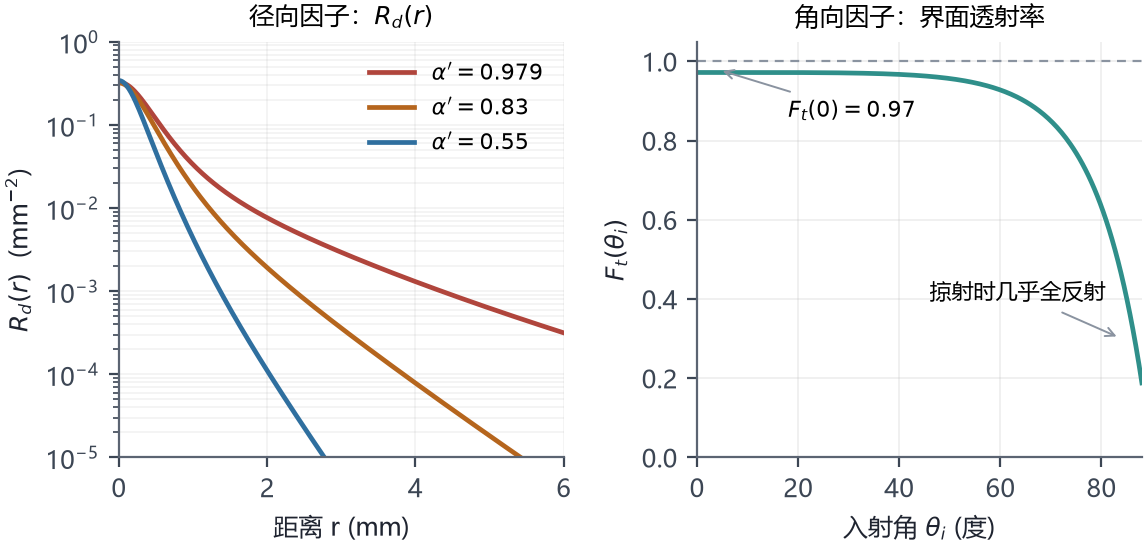 径向因子：R_d(r)
10⁰
10⁻¹
10⁻²
10⁻³
10⁻⁴
10⁻⁵
R_d(r) (mm⁻²)
α′ = 0.979
α′ = 0.83
α′ = 0.55
0 2 4 6
距离 r (mm)
角向因子：界面透射率
1.0
0.8
0.6
0.4
0.2
0.0
F_t(θ_i)
F_t(0) = 0.97
掠射时几乎全反射
0 20 40 60 80
入射角 θ_i (度)